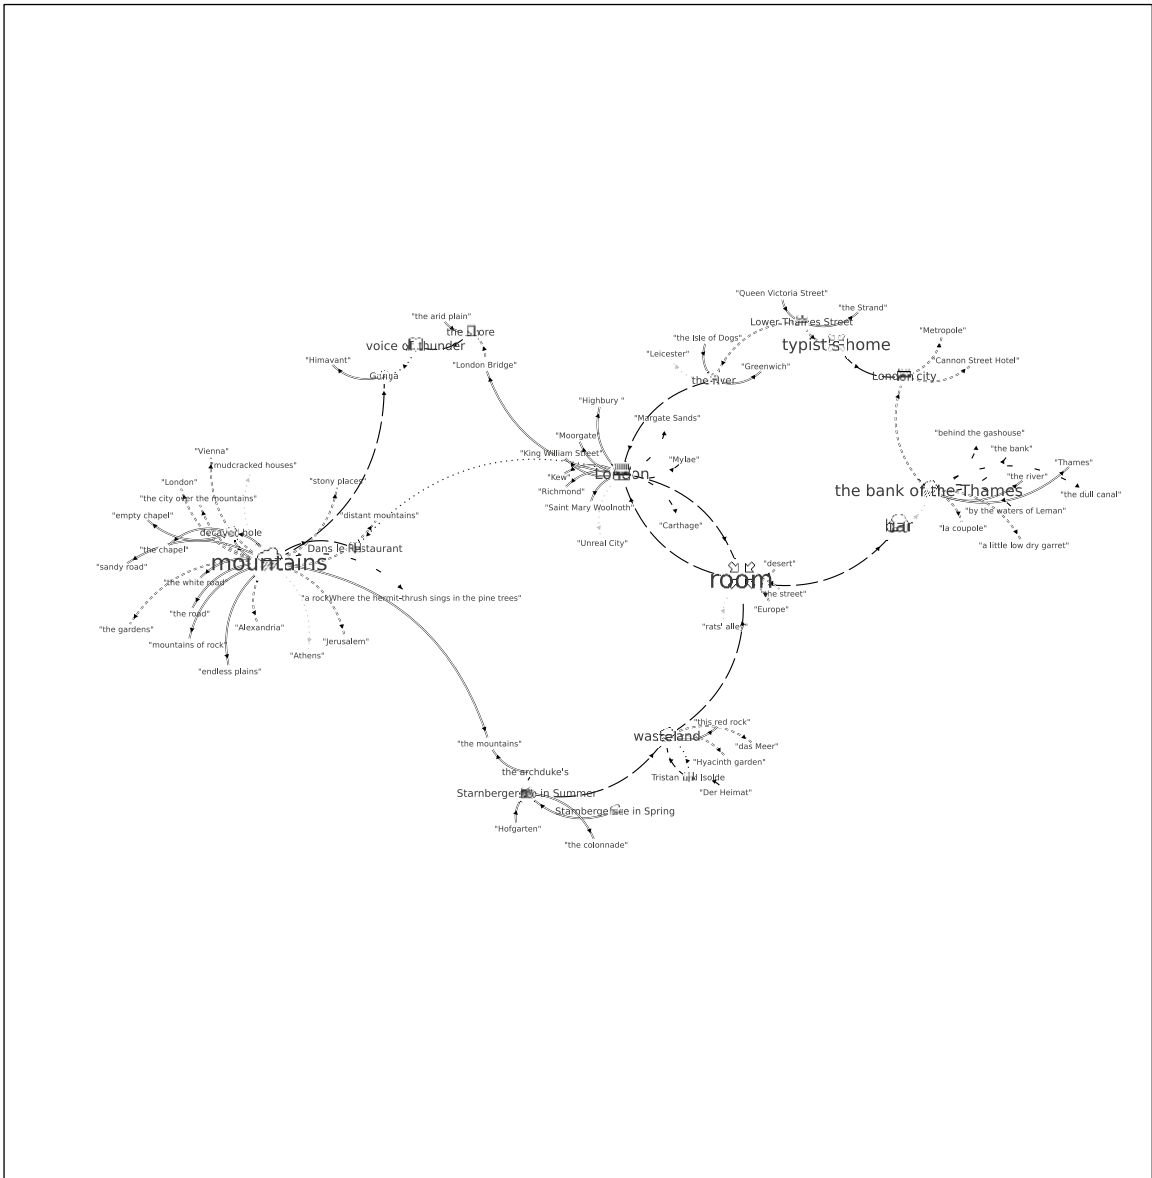 "Queen Victoria Street"
"the Strand"
"the arid plain"
Lower Thames Street
the shore
"Metropole"
"the Isle of Dogs"
voice of thunder
typist's home
"Leicester"
"Himavant"
"London Bridge"
"Greenwich"
"Cannon Street Hotel"
Ganga
the river
London city
"Highbury "
"Margate Sands"
"Moorgate"
"behind the gashouse"
"Vienna"
"King William Street"
"the bank"
"mudcracked houses"
"Mylae"
"Thames"
London
"Kew"
"the river"
"London"
"stony places"
"Richmond"
the bank of the Thames
"the dull canal"
"the city over the mountains"
"Saint Mary Woolnoth"
"by the waters of Leman"
"empty chapel"
"distant mountains"
"Carthage"
bar
"la coupole"
decayed hole
"Unreal City"
"a little low dry garret"
"the chapel"
Dans le Restaurant
mountains
"desert"
"sandy road"
room
"the white road"
"the street"
"a rock
Where the hermit-thrush sings in the pine trees"
"the road"
"Europe"
"the gardens"
"Alexandria"
"rats' alley"
"mountains of rock"
"Jerusalem"
"Athens"
"endless plains"
"this red rock"
"the mountains"
wasteland
"das Meer"
"Hyacinth garden"
the archduke's
Tristan und Isolde
Starnbergersee in Summer
"Der Heimat"
Starnbergersee in Spring
"Hofgarten"
"the colonnade"